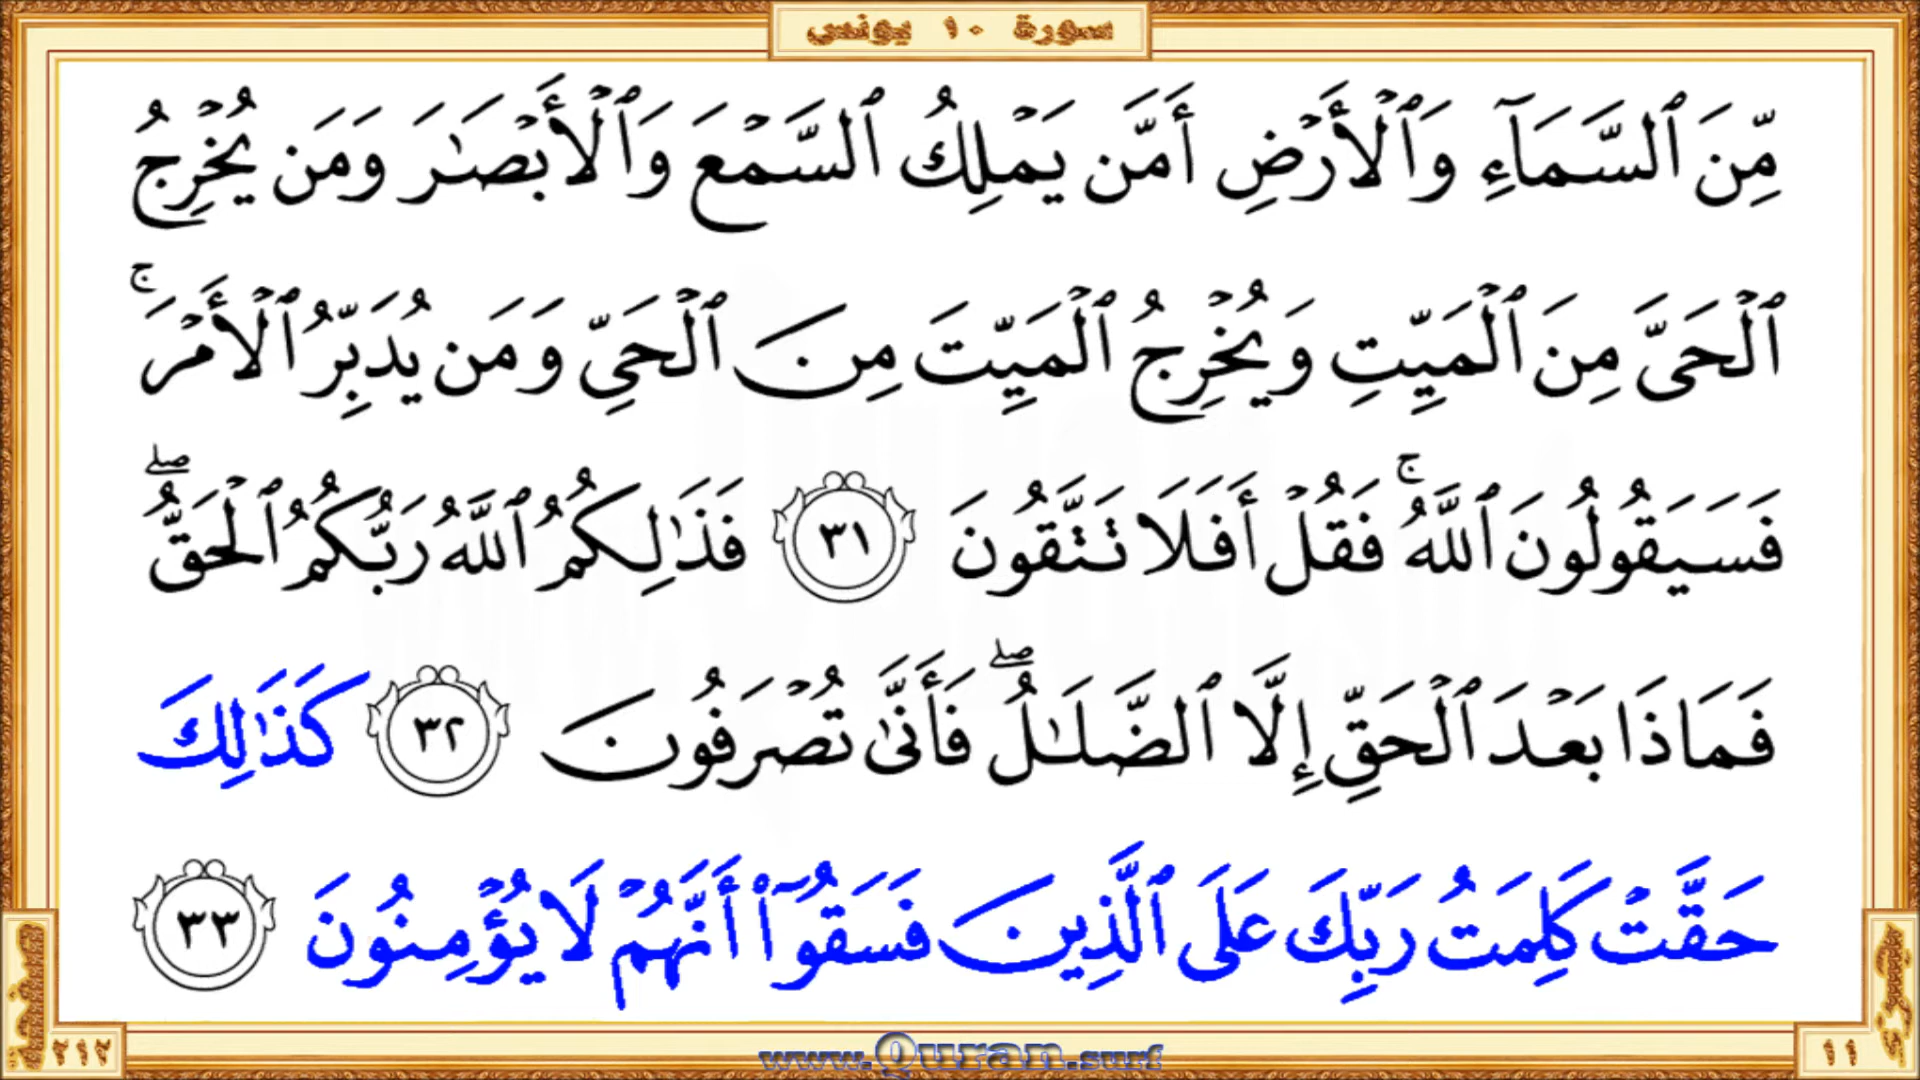 سورة ١٠ يونس
مِّنَ ٱلسَّمَآءِ وَٱلْأَرْضِ أَمَّن يَمْلِكُ ٱلسَّمْعَ وَٱلْأَبْصَـٰرَ وَمَن يُخْرِجُ
ٱلْحَىَّ مِنَ ٱلْمَيِّتِ وَيُخْرِجُ ٱلْمَيِّتَ مِنَ ٱلْحَىِّ وَمَن يُدَبِّرُ ٱلْأَمْرَ ۚ
فَسَيَقُولُونَ ٱللَّهُ ۚ فَقُلْ أَفَلَا تَتَّقُونَ ٣١ فَذَٰلِكُمُ ٱللَّهُ رَبُّكُمُ ٱلْحَقُّ ۖ
فَمَاذَا بَعْدَ ٱلْحَقِّ إِلَّا ٱلضَّلَـٰلُ ۖ فَأَنَّىٰ تُصْرَفُونَ ٣٢ كَذَٰلِكَ
حَقَّتْ كَلِمَتُ رَبِّكَ عَلَى ٱلَّذِينَ فَسَقُوٓا۟ أَنَّهُمْ لَا يُؤْمِنُونَ ٣٣
الصفحة ٢١٢
www.Quran.surf
١١